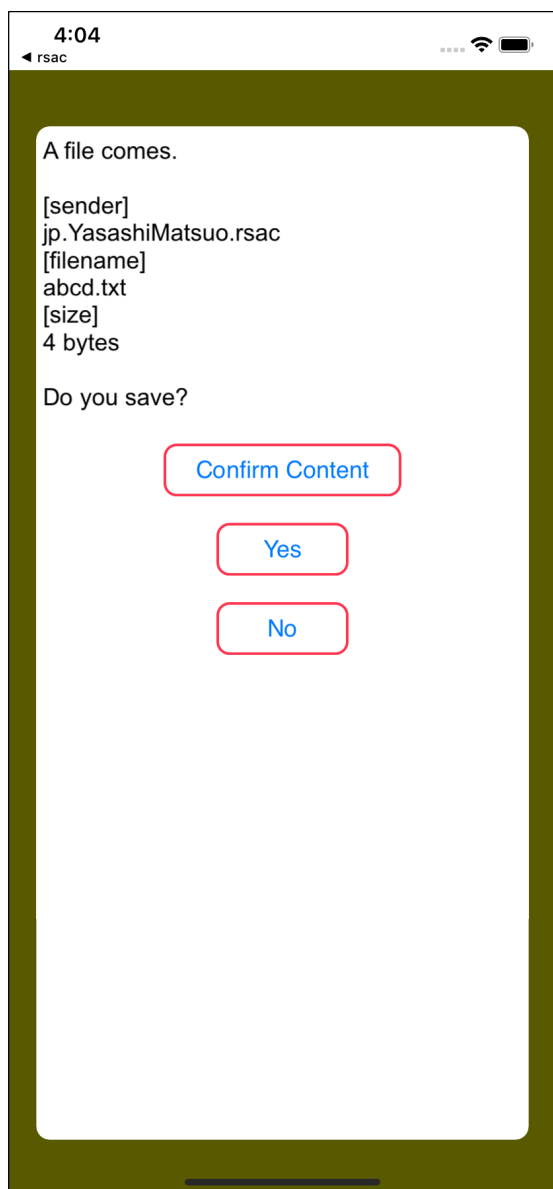 4:04
◀ rsac
A file comes.
[sender]
jp.YasashiMatsuo.rsac
[filename]
abcd.txt
[size]
4 bytes
Do you save?
Confirm Content
Yes
No